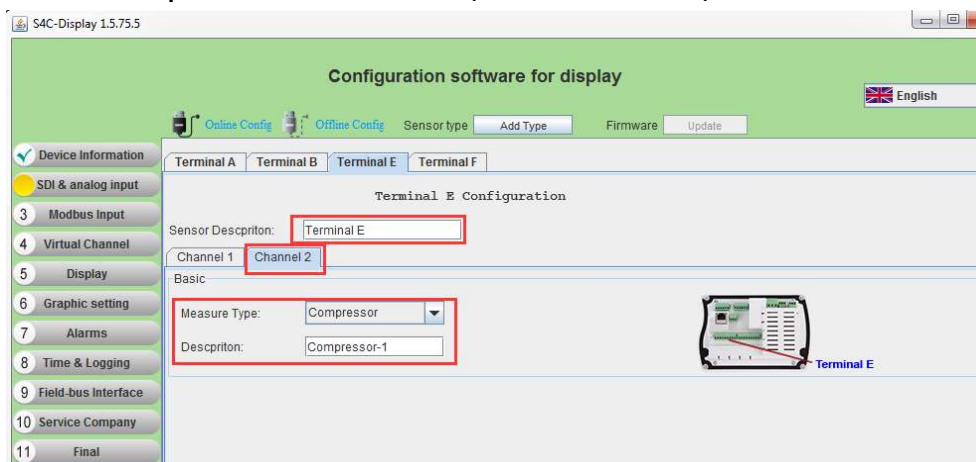 S4C-Display 1.5.75.5
Configuration software for display
English
Online Config Offline Config Sensor type Add Type Firmware Update
Device Information
SDI & analog input
3 Modbus Input
4 Virtual Channel
5 Display
6 Graphic setting
7 Alarms
8 Time & Logging
9 Field-bus Interface
10 Service Company
11 Final
Terminal A Terminal B Terminal E Terminal F
Terminal E Configuration
Sensor Descpriton: Terminal E
Channel 1 Channel 2
Basic
Measure Type: Compressor
Descpriton: Compressor-1
Terminal E